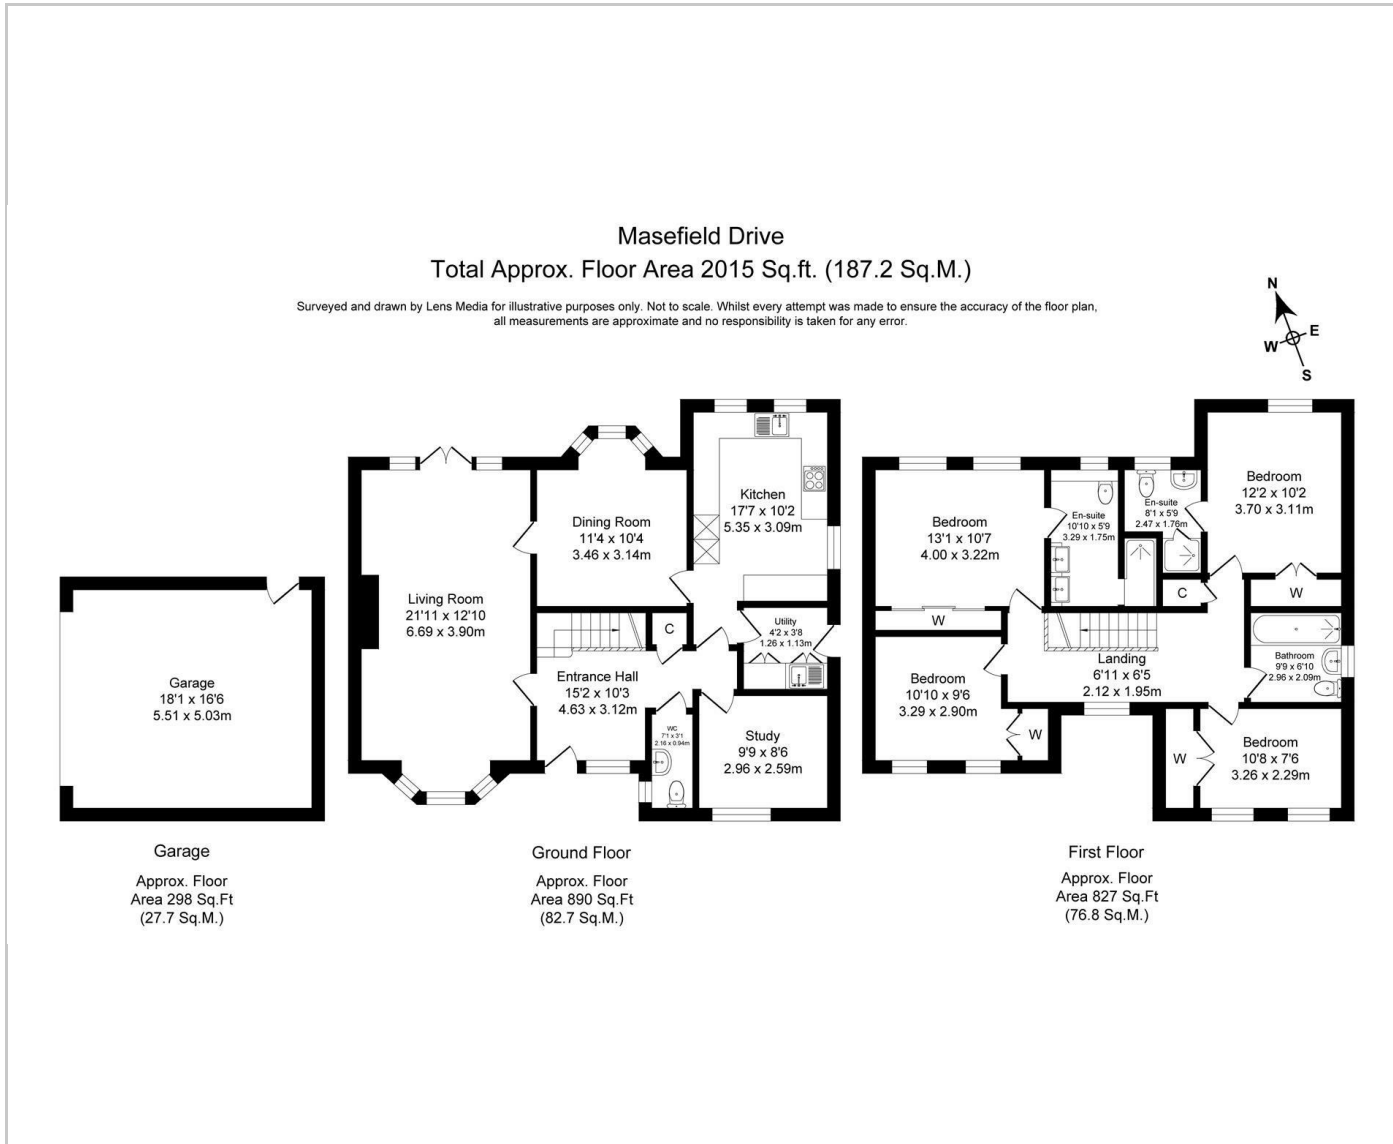 Masefield Drive
Total Approx. Floor Area 2015 Sq.ft. (187.2 Sq.M.)
Surveyed and drawn by Lens Media for illustrative purposes only. Not to scale. Whilst every attempt was made to ensure the accuracy of the floor plan,
all measurements are approximate and no responsibility is taken for any error.
N
E
W
S
Garage
18'1 x 16'6
5.51 x 5.03m
Living Room
21'11 x 12'10
6.69 x 3.90m
Dining Room
11'4 x 10'4
3.46 x 3.14m
Kitchen
17'7 x 10'2
5.35 x 3.09m
Utility
4'2 x 3'8
1.26 x 1.13m
C
Entrance Hall
15'2 x 10'3
4.63 x 3.12m
WC
7'1 x 3'1
2.16 x 0.94m
Study
9'9 x 8'6
2.96 x 2.59m
Bedroom
13'1 x 10'7
4.00 x 3.22m
W
En-suite
10'10 x 5'9
3.29 x 1.75m
En-suite
8'1 x 5'9
2.47 x 1.76m
Bedroom
12'2 x 10'2
3.70 x 3.11m
C
W
Landing
6'11 x 6'5
2.12 x 1.95m
Bathroom
9'9 x 6'10
2.96 x 2.09m
Bedroom
10'10 x 9'6
3.29 x 2.90m
W
W
Bedroom
10'8 x 7'6
3.26 x 2.29m
Garage
Approx. Floor
Area 298 Sq.Ft
(27.7 Sq.M.)
Ground Floor
Approx. Floor
Area 890 Sq.Ft
(82.7 Sq.M.)
First Floor
Approx. Floor
Area 827 Sq.Ft
(76.8 Sq.M.)